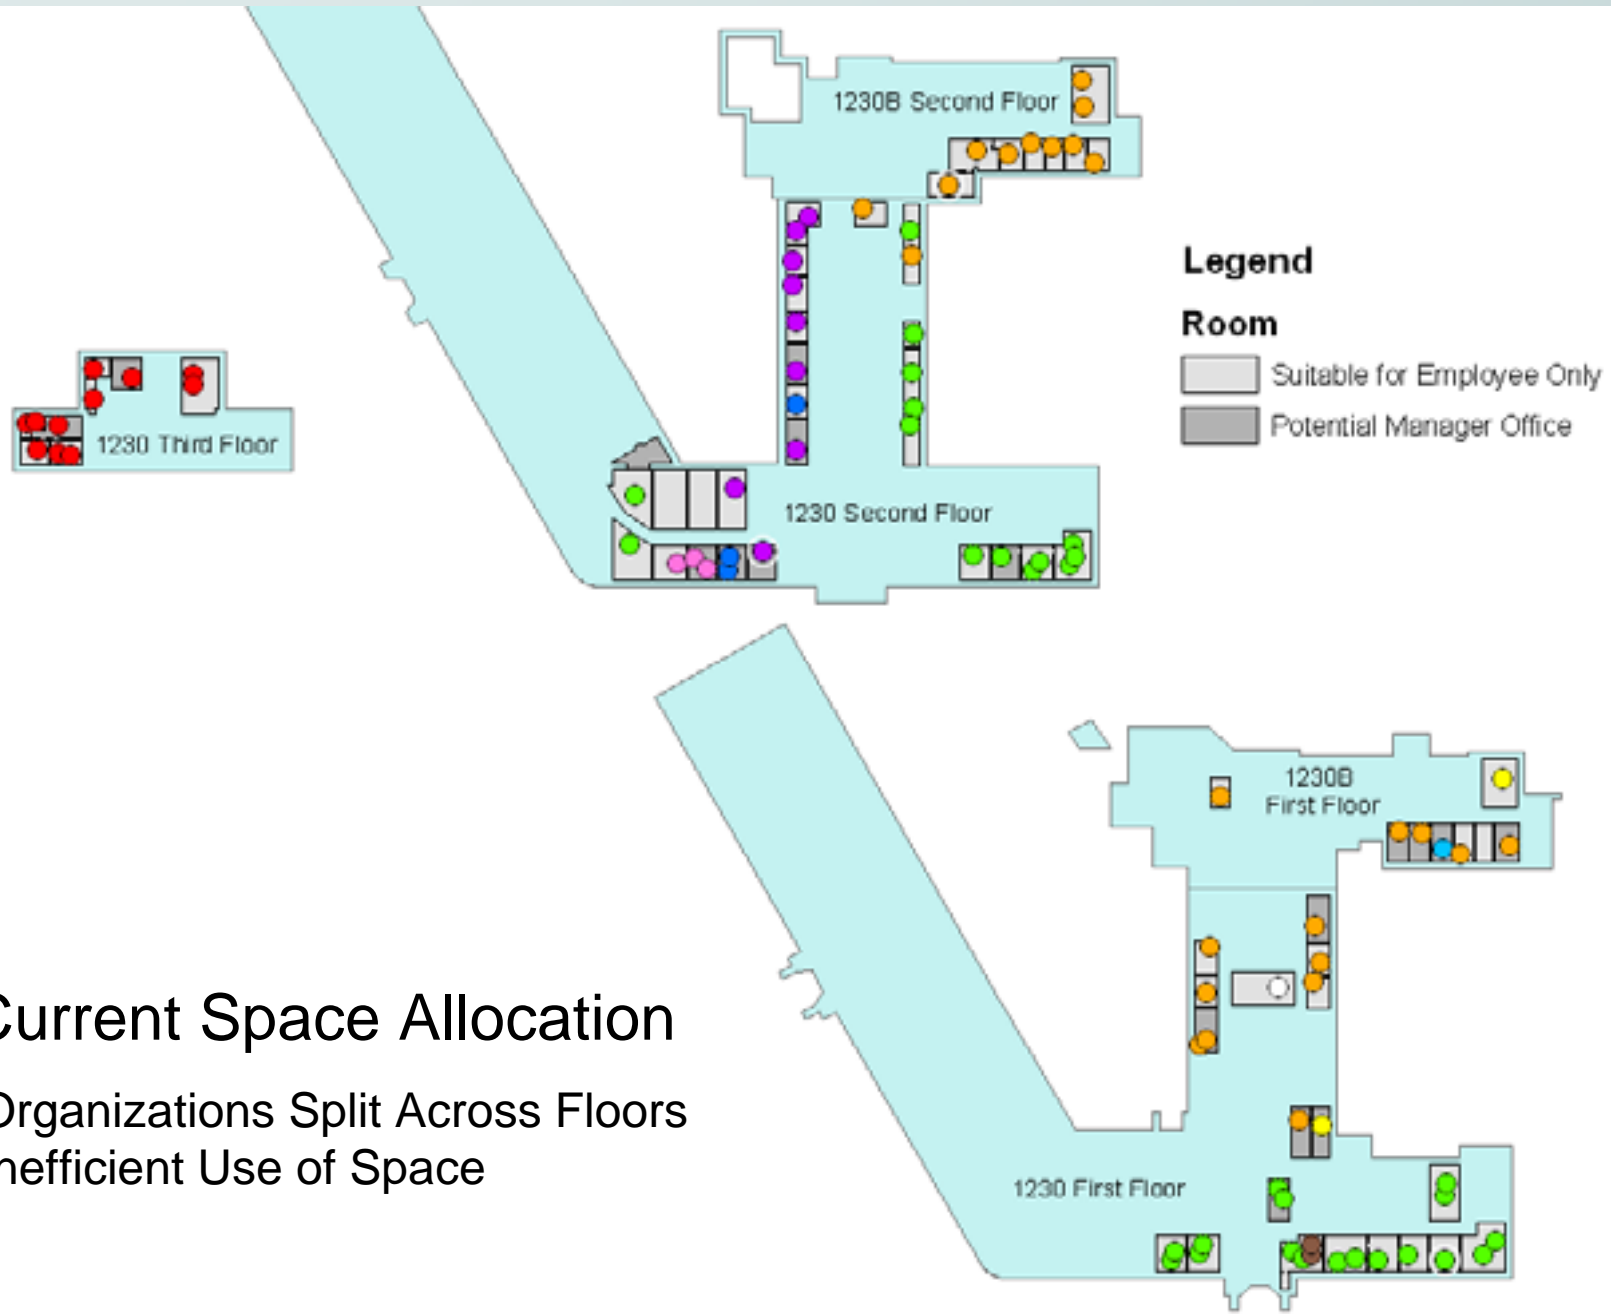 1230B Second Floor
Legend
Room
Suitable for Employee Only
Potential Manager Office
1230 Third Floor
1230 Second Floor
1230B
First Floor
Current Space Allocation
Organizations Split Across Floors
nefficient Use of Space
1230 First Floor